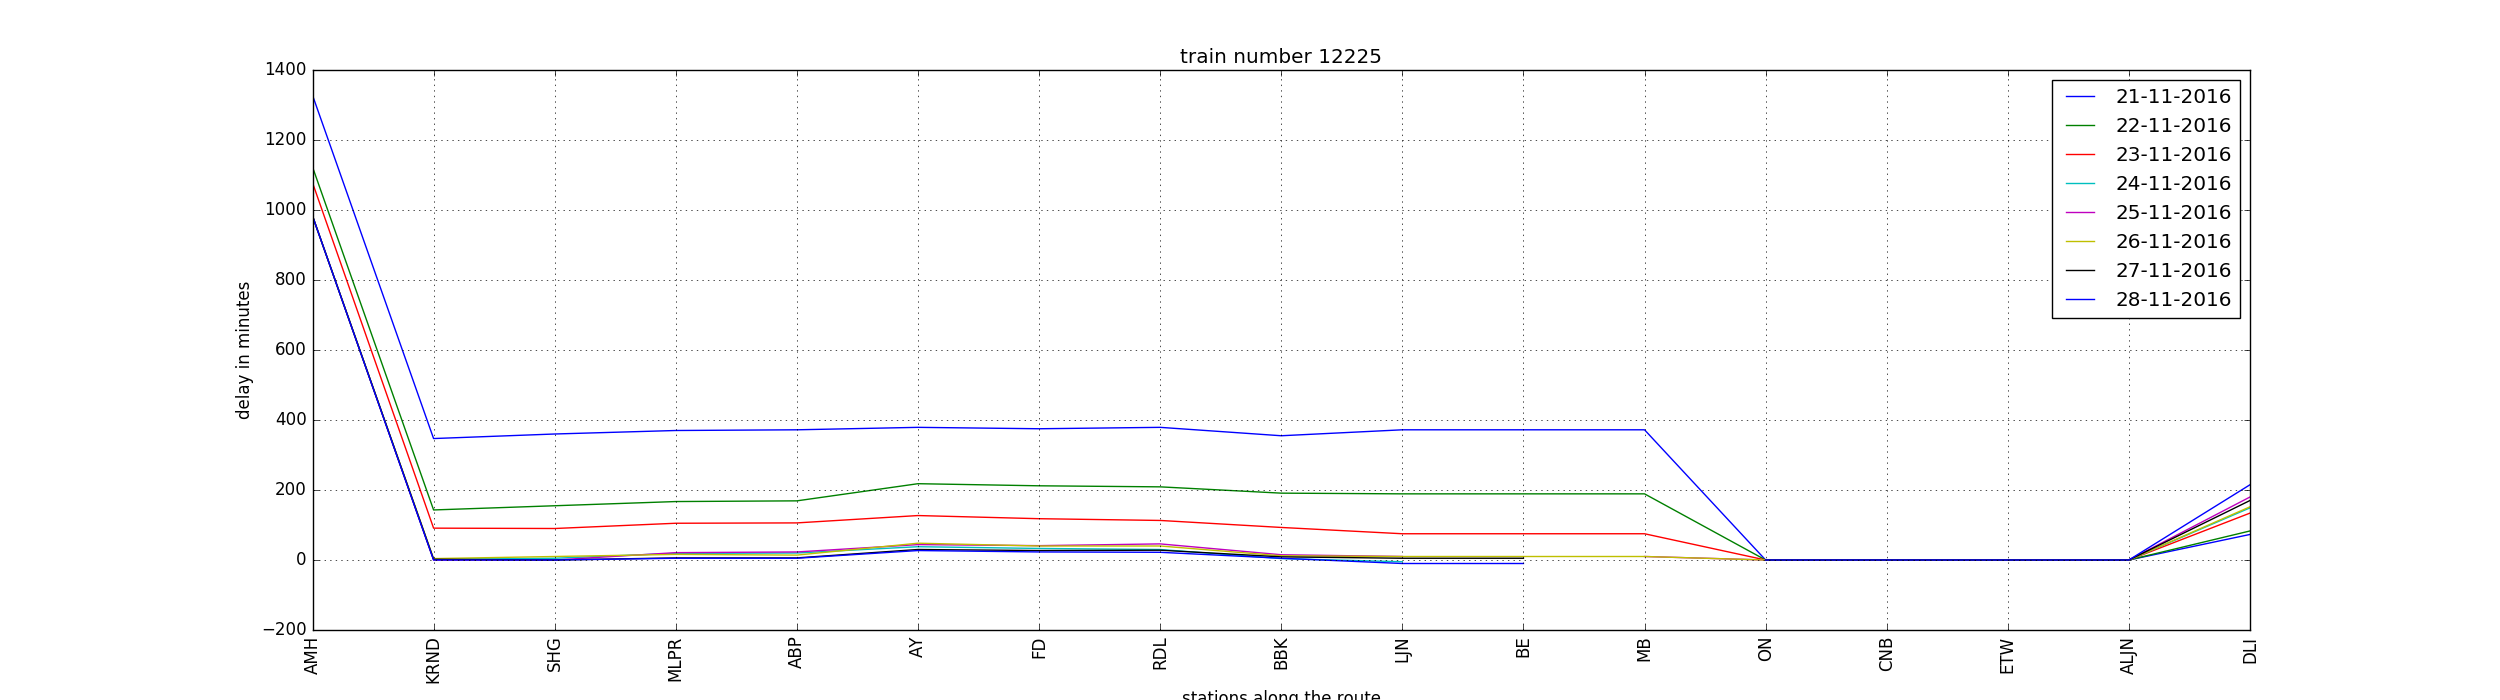 train number 12225
1400
1200
1000
800
600
400
200
0
−200
delay in minutes
21-11-2016
22-11-2016
23-11-2016
24-11-2016
25-11-2016
26-11-2016
27-11-2016
28-11-2016
AMH
KRND
SHG
MLPR
ABP
AY
FD
RDL
BBK
LJN
BE
MB
ON
CNB
ETW
ALJN
DLI
stations along the route